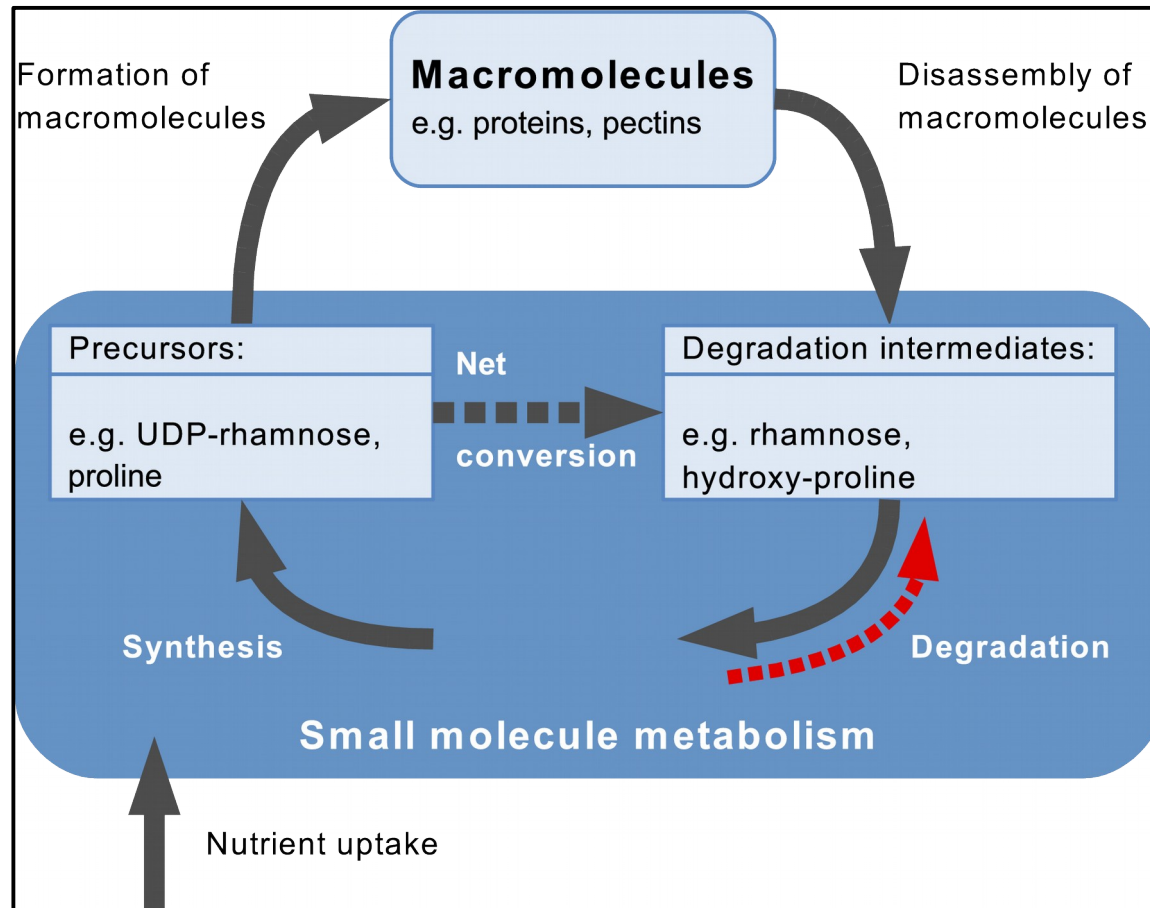 Formation of
macromolecules
Macromolecules
e.g. proteins, pectins
Disassembly of
macromolecules
Precursors:
e.g. UDP-rhamnose,
proline
Net
conversion
Degradation intermediates:
e.g. rhamnose,
hydroxy-proline
Synthesis
Degradation
Small molecule metabolism
Nutrient uptake